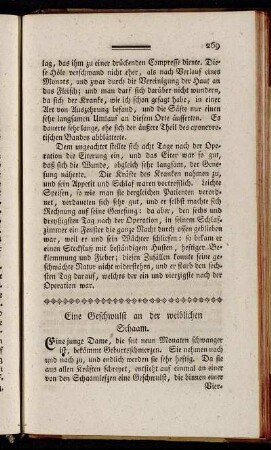 269
lag, das ihm zu einer drückenden Compresse diente. Die-
se Höle verschwand nicht eher, als nach Verlauf eines
Monats, und zwar durch die Vereinigung der Haut an
das Fleisch; und man darf sich darüber nicht wundern,
da sich der Kranke, wie ich schon gesagt habe, in einer
Art von Auszehrung befand, und die Säfte nur einen
sehr langsamen Umlauf an diesem Orte äußerten. Es
dauerte sehr lange, ehe sich der äußere Theil des aponevro-
tischen Bandes abblätterte.
Dem ungeachtet stellte sich acht Tage nach der Ope-
ration die Eiterung ein, und das Eiter war so gut,
daß sich die Wunde, obgleich sehr langsam, der Gene-
sung näherte. Die Kräfte des Kranken nahmen zu,
und sein Appetit und Schlaf waren vortreflich. Leichte
Speisen, so wie man sie dergleichen Patienten verord-
net, verdauete er sehr gut, und er selbst machte sich
Rechnung auf seine Genesung: da aber, den sechs und
dreyßigsten Tag nach der Operation, in seinem Schlaf-
zimmer ein Fenster die ganze Nacht durch offen geblieben
war, weil er und sein Wächter schliefen: so bekam er
einen Steckfluß mit beständigem Husten, heftiger Be-
klemmung und Fieber; diesen Zufällen konnte seine ge-
schwächte Natur nicht widerstehen, und er starb den sech-
sten Tag darauf, welches der ein und vierzigste nach der
Operation war.
Eine Geschwulst an der weiblichen
Schaam.
Eine junge Dame, die seit neun Monaten schwanger
ist, bekömmt Geburtsschmerzen. Sie nahmen nach
und nach zu, und endlich werden sie sehr heftig. Da sie
aus allen Kräften schreyet, entsteht auf einmal an einer
von den Schaamlefzen eine Geschwulst, die binnen einer
Vier-